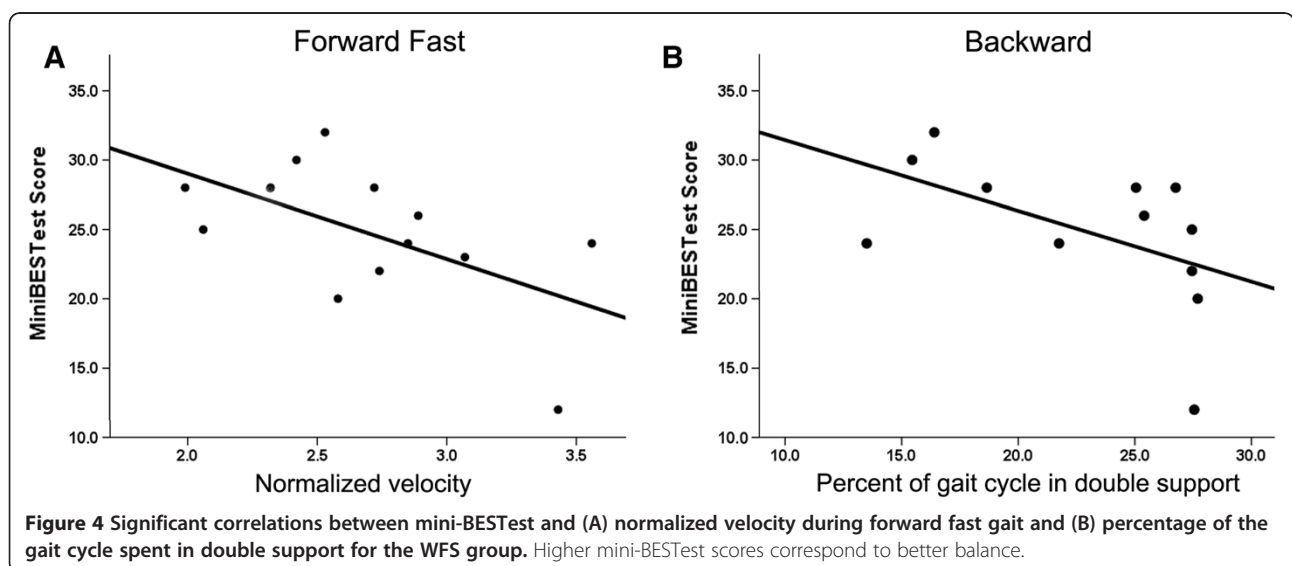 A
Forward Fast
MiniBESTest Score
35.0
30.0
25.0
20.0
15.0
10.0
2.0 2.5 3.0 3.5
Normalized velocity
B
Backward
MiniBESTest Score
35.0
30.0
25.0
20.0
15.0
10.0
10.0 15.0 20.0 25.0 30.0
Percent of gait cycle in double support
Figure 4 Significant correlations between mini-BESTest and (A) normalized velocity during forward fast gait and (B) percentage of the
gait cycle spent in double support for the WFS group. Higher mini-BESTest scores correspond to better balance.